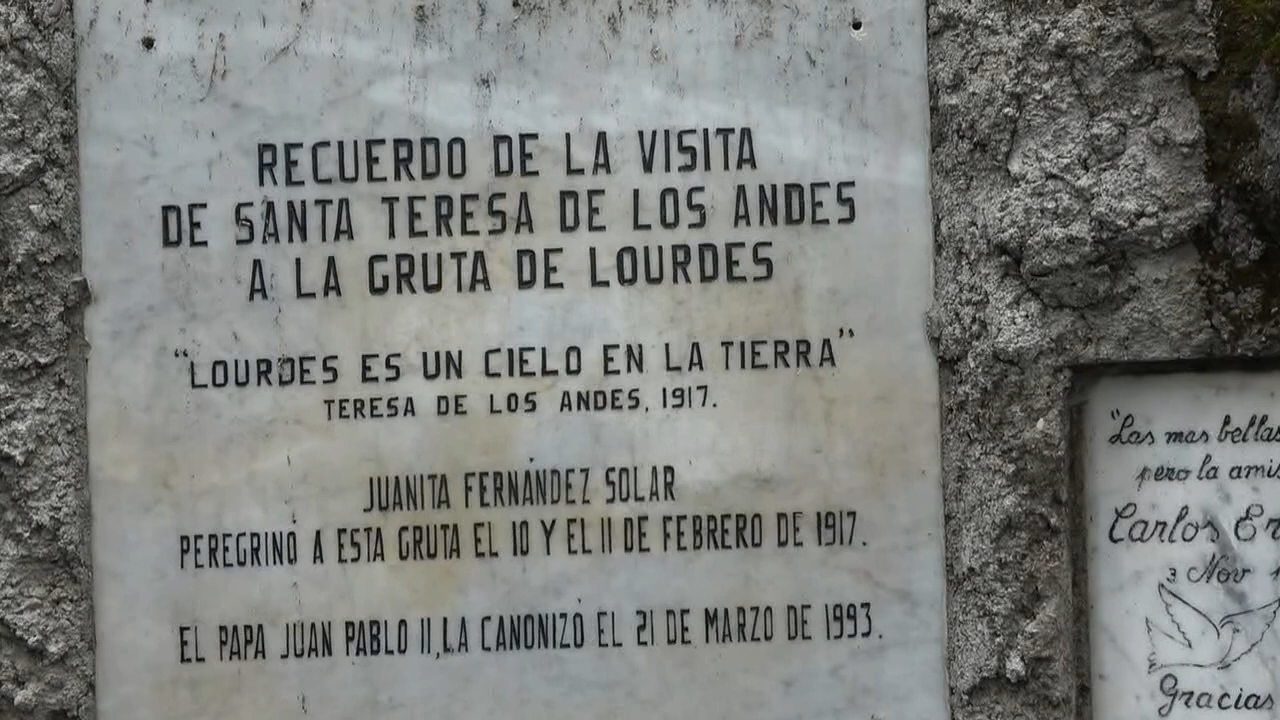 RECUERDO DE LA VISITA
DE SANTA TERESA DE LOS ANDES
A LA GRUTA DE LOURDES
“LOURDES ES UN CIELO EN LA TIERRA”
TERESA DE LOS ANDES, 1917.
JUANITA FERNÁNDEZ SOLAR
PEREGRINÓ A ESTA GRUTA EL 10 Y EL 11 DE FEBRERO DE 1917.
EL PAPA JUAN PABLO II, LA CANONIZÓ EL 21 DE MARZO DE 1993.
"Las mas bellas
pero la
Carlos
3 Nov
Gracias